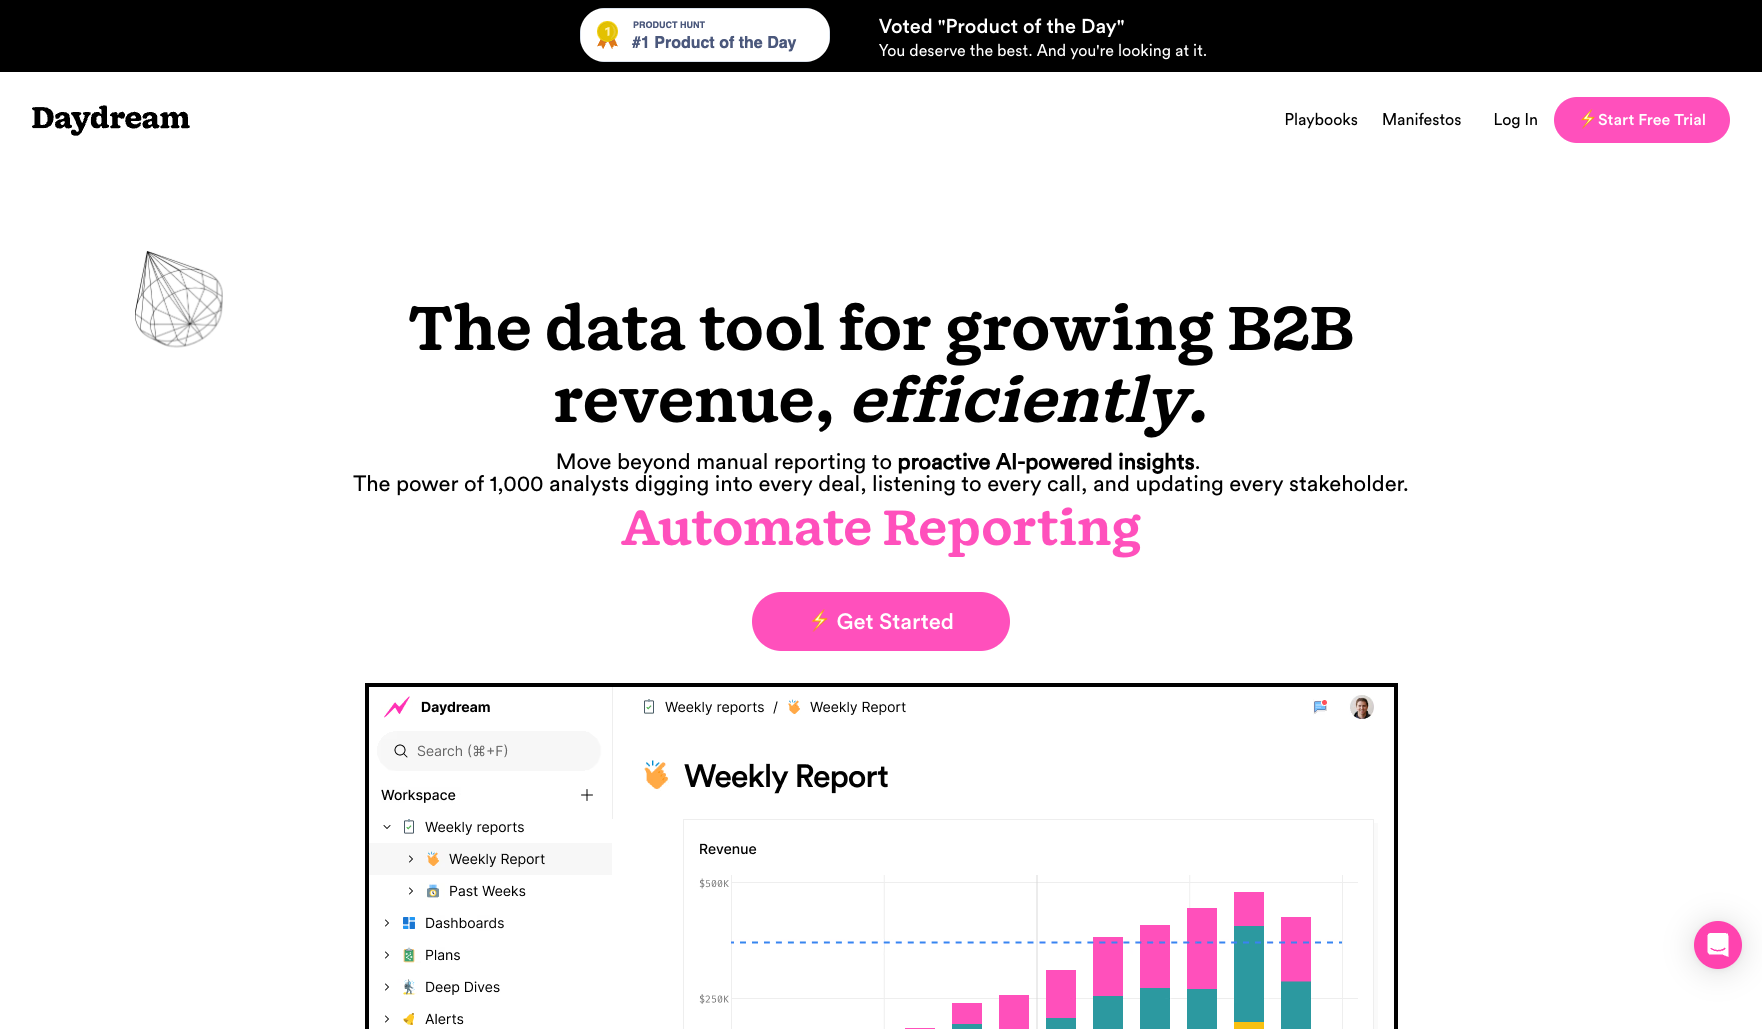 PRODUCT HUNT
#1 Product of the Day
1
Voted "Product of the Day"
You deserve the best. And you're looking at it.
Daydream
Playbooks
Manifestos
Log In
⚡Start Free Trial
The data tool for growing B2B
revenue, efficiently.
Move beyond manual reporting to proactive AI-powered insights.
The power of 1,000 analysts digging into every deal, listening to every call, and updating every stakeholder.
Automate Reporting
⚡ Get Started
Daydream
Search (⌘+F)
Workspace
Weekly reports
Weekly Report
Past Weeks
Dashboards
Plans
Deep Dives
Alerts
Weekly reports / Weekly Report
Weekly Report
Revenue
$500K
$250K